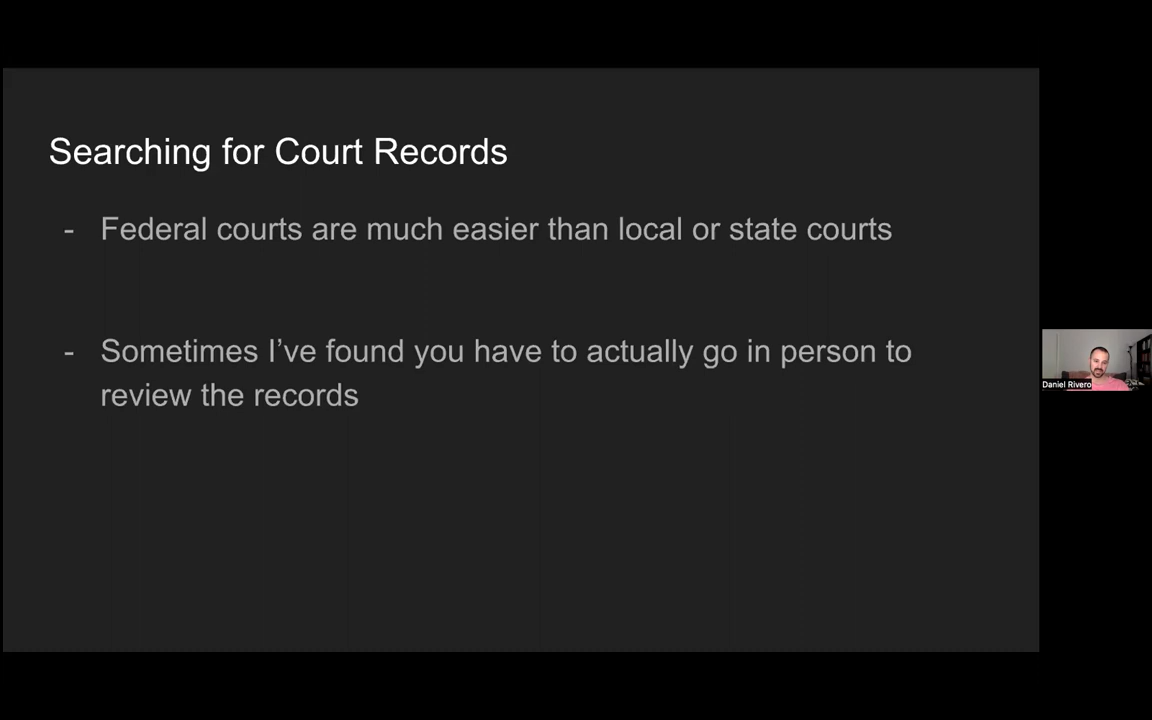 Searching for Court Records
- Federal courts are much easier than local or state courts
- Sometimes I’ve found you have to actually go in person to
review the records
Daniel Rivero